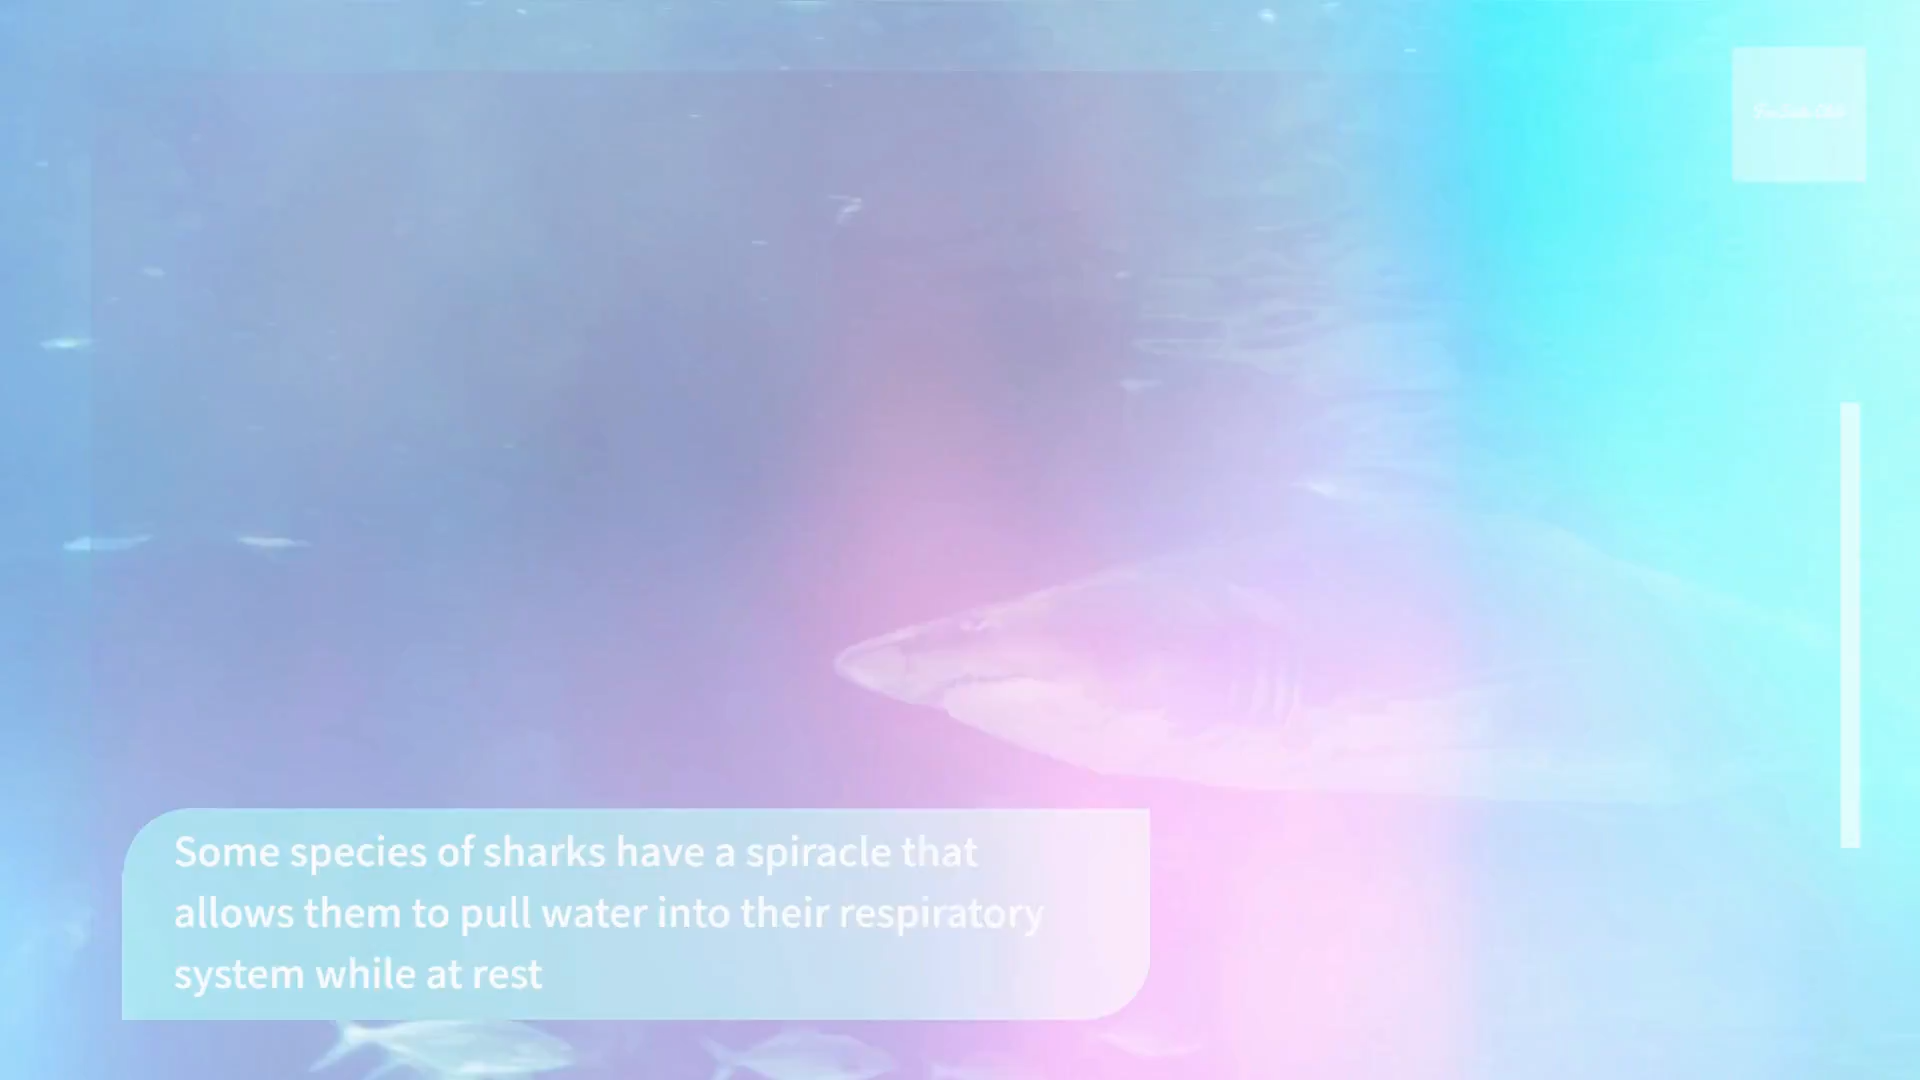 Some species of sharks have a spiracle that
allows them to pull water into their respiratory
system while at rest